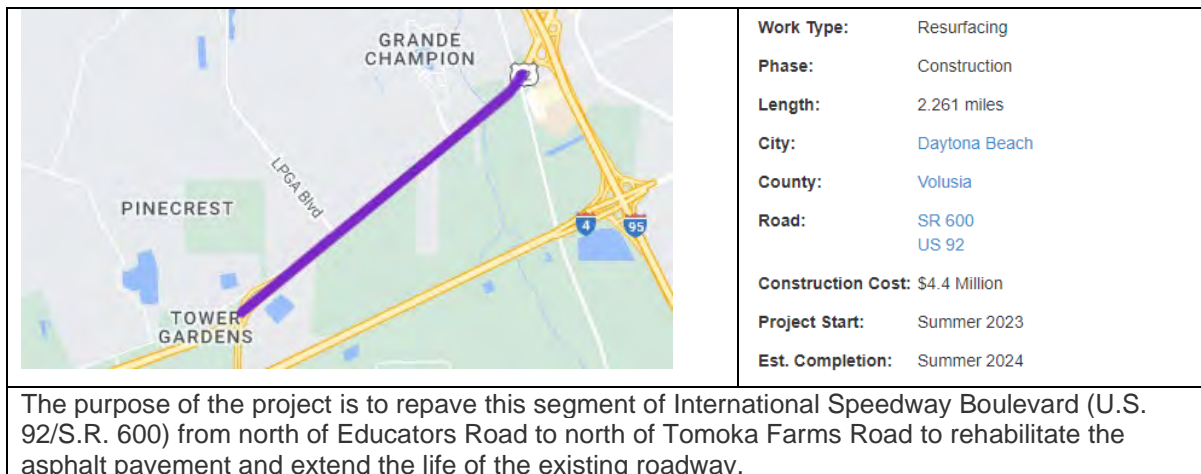 GRANDE
CHAMPION
LPGA Blvd
PINECREST
4
95
TOWER
GARDENS
Work Type: Resurfacing
Phase: Construction
Length: 2.261 miles
City: Daytona Beach
County: Volusia
Road: SR 600
US 92
Construction Cost: $4.4 Million
Project Start: Summer 2023
Est. Completion: Summer 2024
The purpose of the project is to repave this segment of International Speedway Boulevard (U.S.
92/S.R. 600) from north of Educators Road to north of Tomoka Farms Road to rehabilitate the
asphalt pavement and extend the life of the existing roadway.